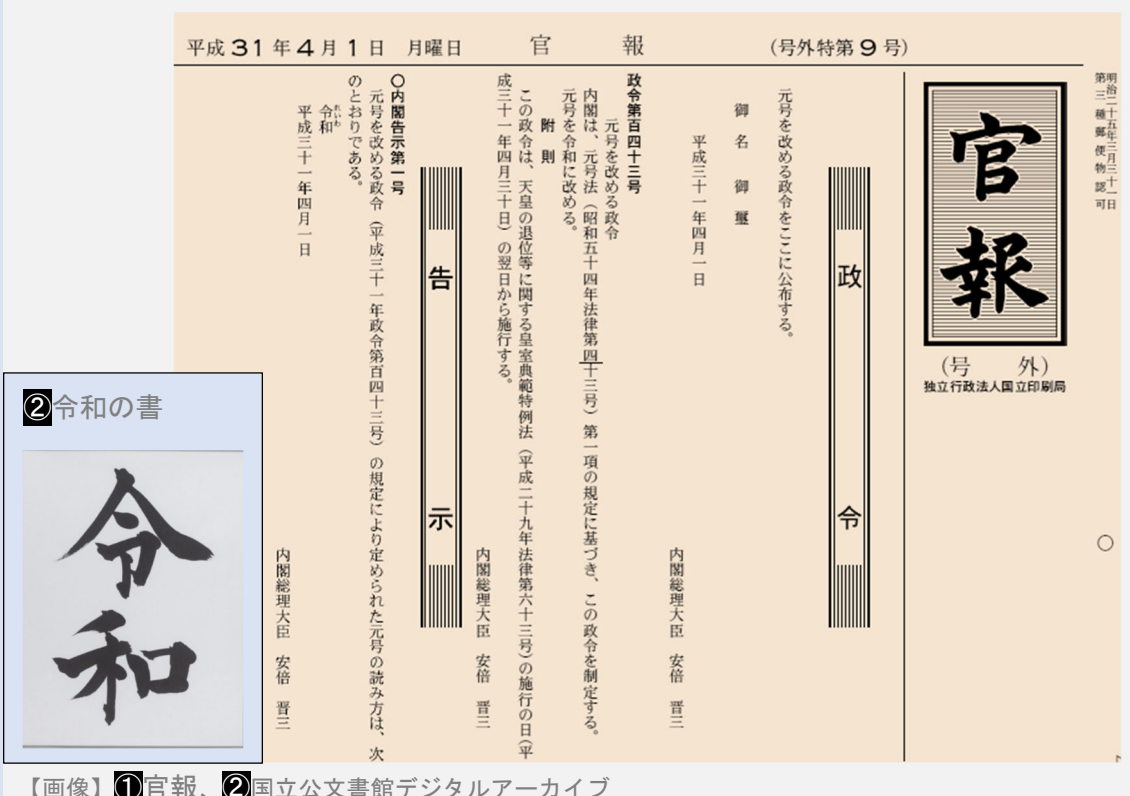 平成31年4月1日 月曜日 官報 (号外特第9号)
明治二十五年三月三十一日
第三種郵便物認可
官報
(号外)
独立行政法人国立印刷局
政令
元号を改める政令をここに公布する。
御名御璽
平成三十一年四月一日
内閣総理大臣 安倍 晋三
政令第百四十三号
元号を改める政令
内閣は、元号法(昭和五十四年法律第四十三号)第一項の規定に基づき、この政令を制定する。
元号を令和に改める。
附則
この政令は、天皇の退位等に関する皇室典範特例法(平成二十九年法律第六十三号)の施行の日(平
成三十一年四月三十日)の翌日から施行する。
内閣総理大臣 安倍 晋三
告示
〇内閣告示第一号
元号を改める政令(平成三十一年政令第百四十三号)の規定により定められた元号の読み方は、次
のとおりである。
れいわ
令和
平成三十一年四月一日
内閣総理大臣 安倍 晋三
❷令和の書
令和
【画像】❶官報、❷国立公文書館デジタルアーカイブ